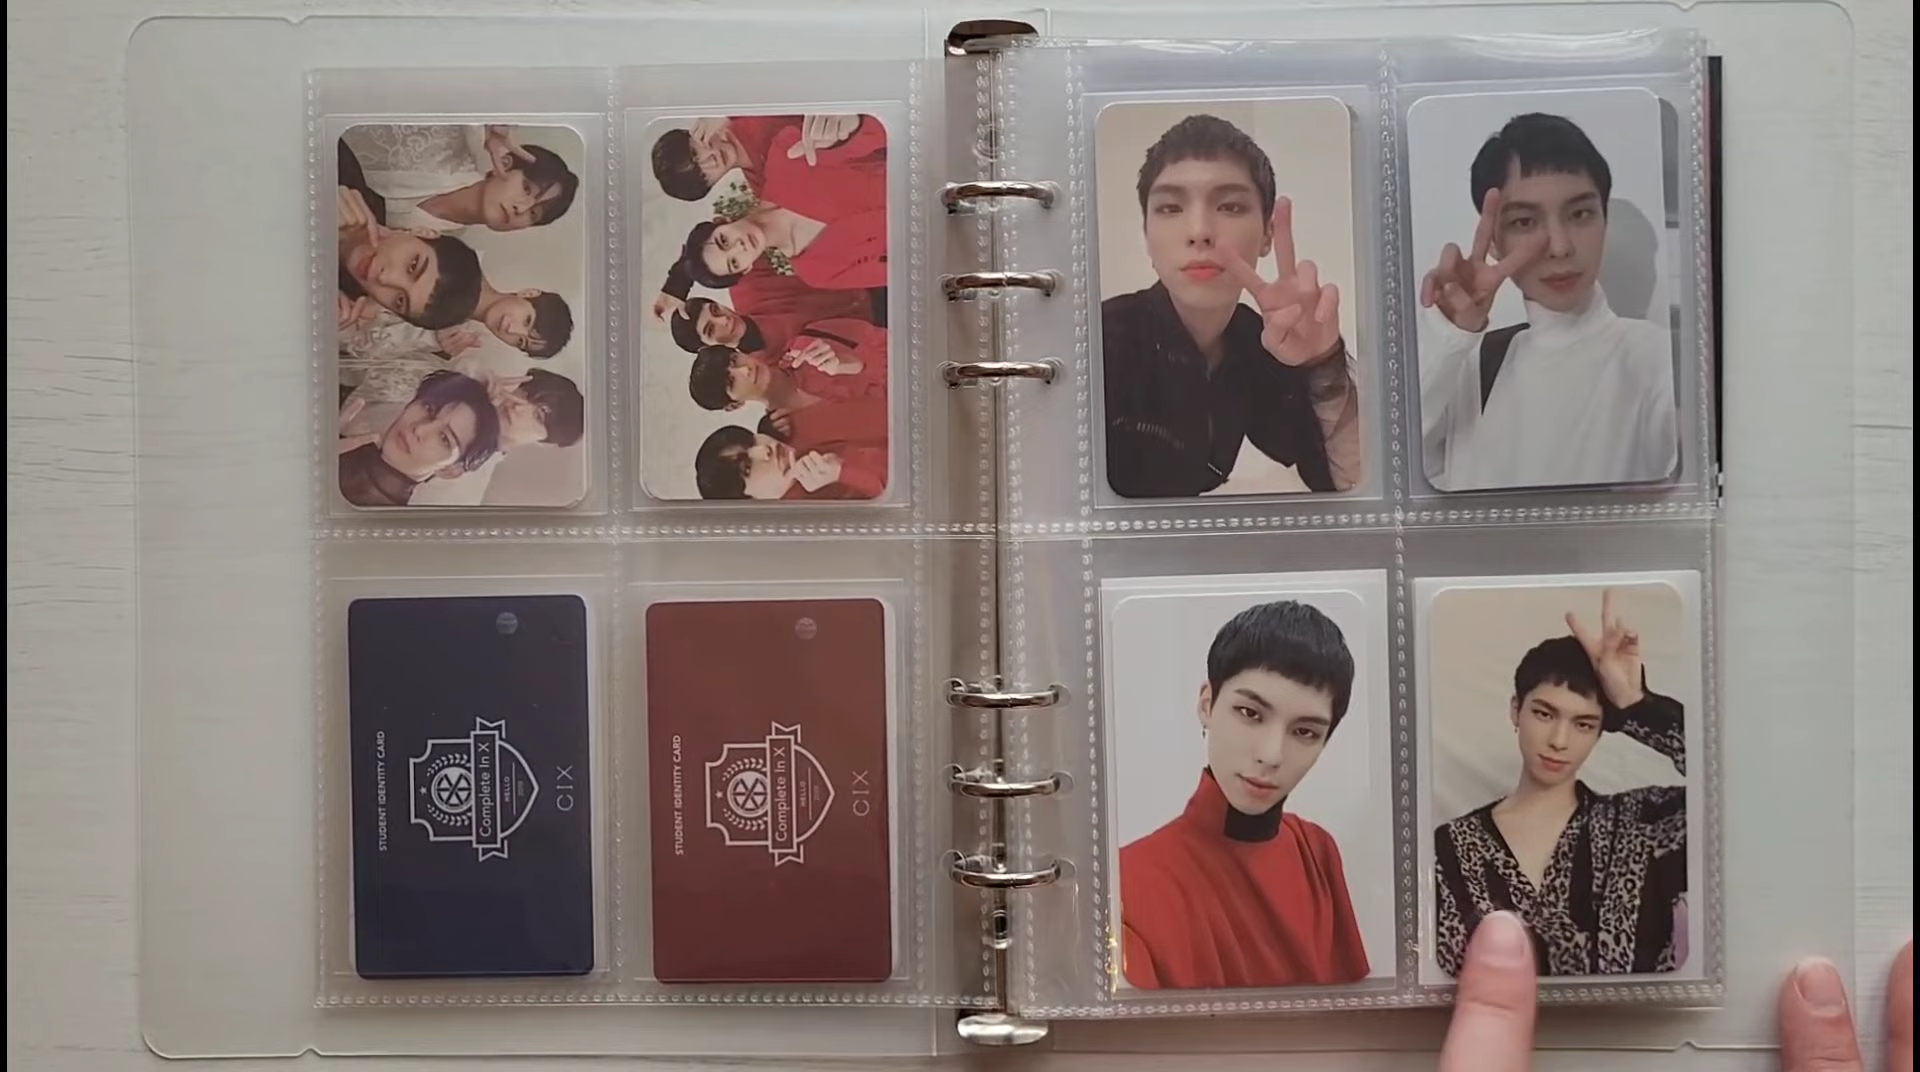 STUDENT IDENTITY CARD
Complete In X
HELLO
CIX
STUDENT IDENTITY CARD
Complete In X
HELLO
CIX